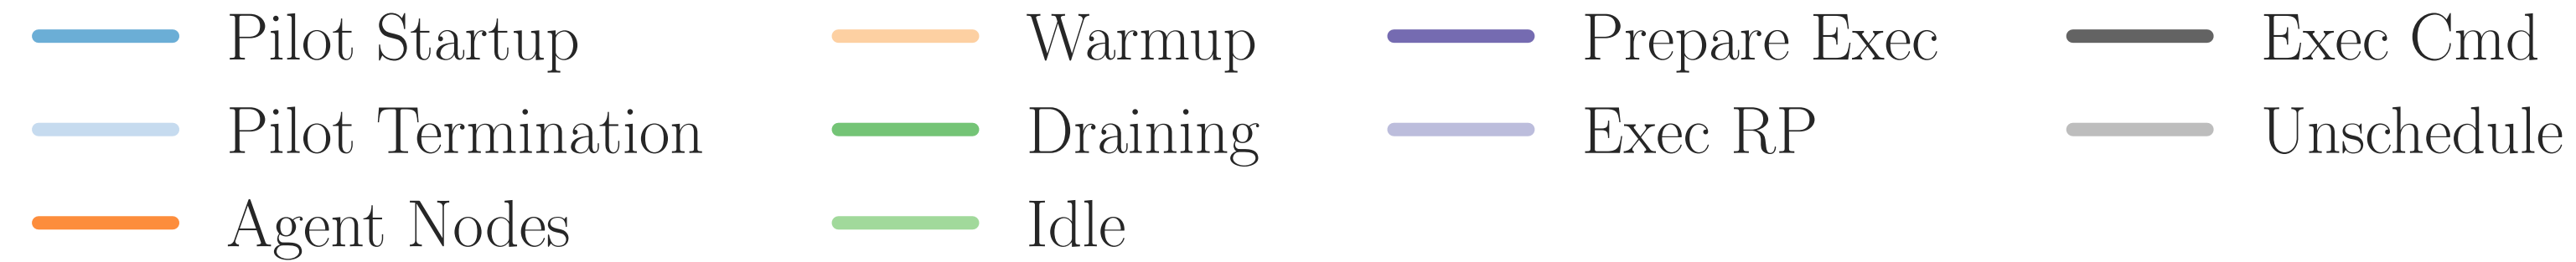 Pilot Startup
Warmup
Prepare Exec
Exec Cmd
Pilot Termination
Draining
Exec RP
Unschedule
Agent Nodes
Idle